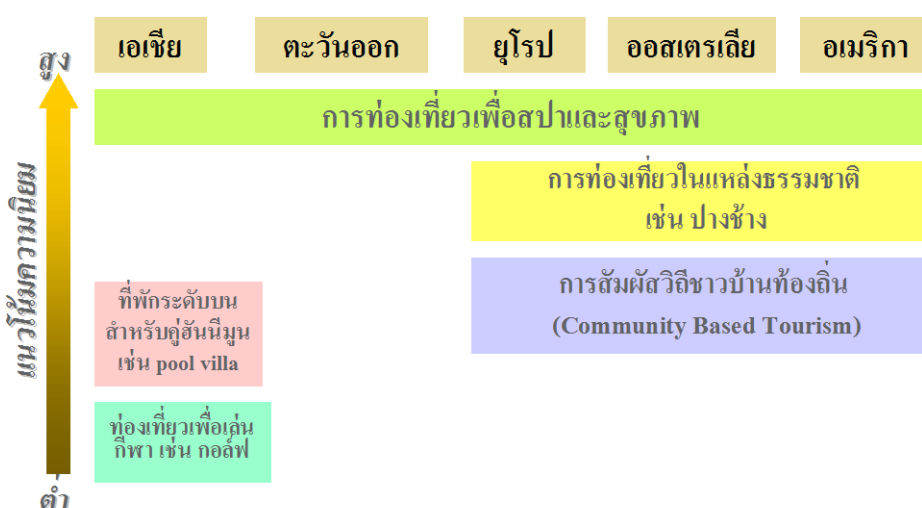 เอเชีย
ตะวันออก
ยุโรป
ออสเตรเลีย
อเมริกา
สูง
การท่องเที่ยวเพื่อสปาและสุขภาพ
การท่องเที่ยวในแหล่งธรรมชาติ
เช่น ปางช้าง
แนวโน้มความนิยม
การสัมผัสวิถีชาวบ้านท้องถิ่น
(Community Based Tourism)
ที่พักระดับบน
สำหรับคู่ฮันนีมูน
เช่น pool villa
ท่องเที่ยวเพื่อเล่น
กีฬา เช่น กอล์ฟ
ต่ำ